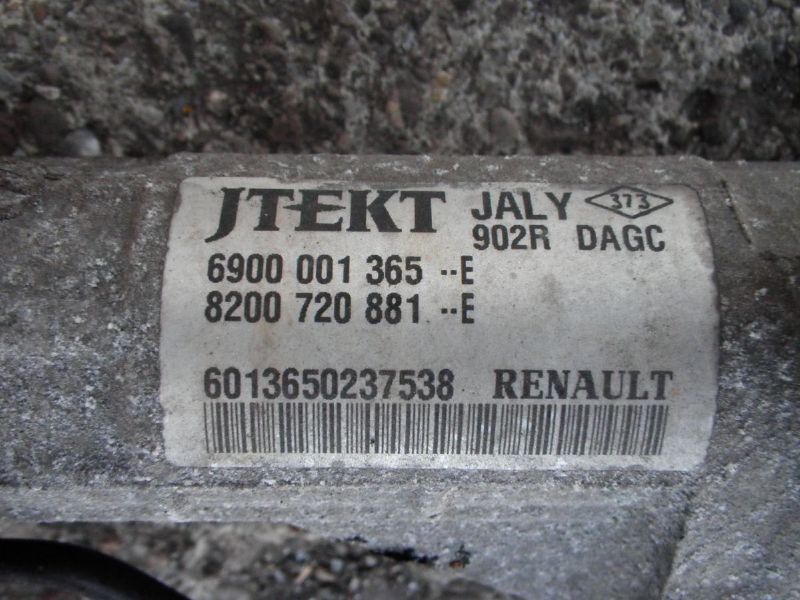 JTEKT JALY 373
902R DAGC
6900 001 365 --E
8200 720 881 --E
6013650237538 RENAULT